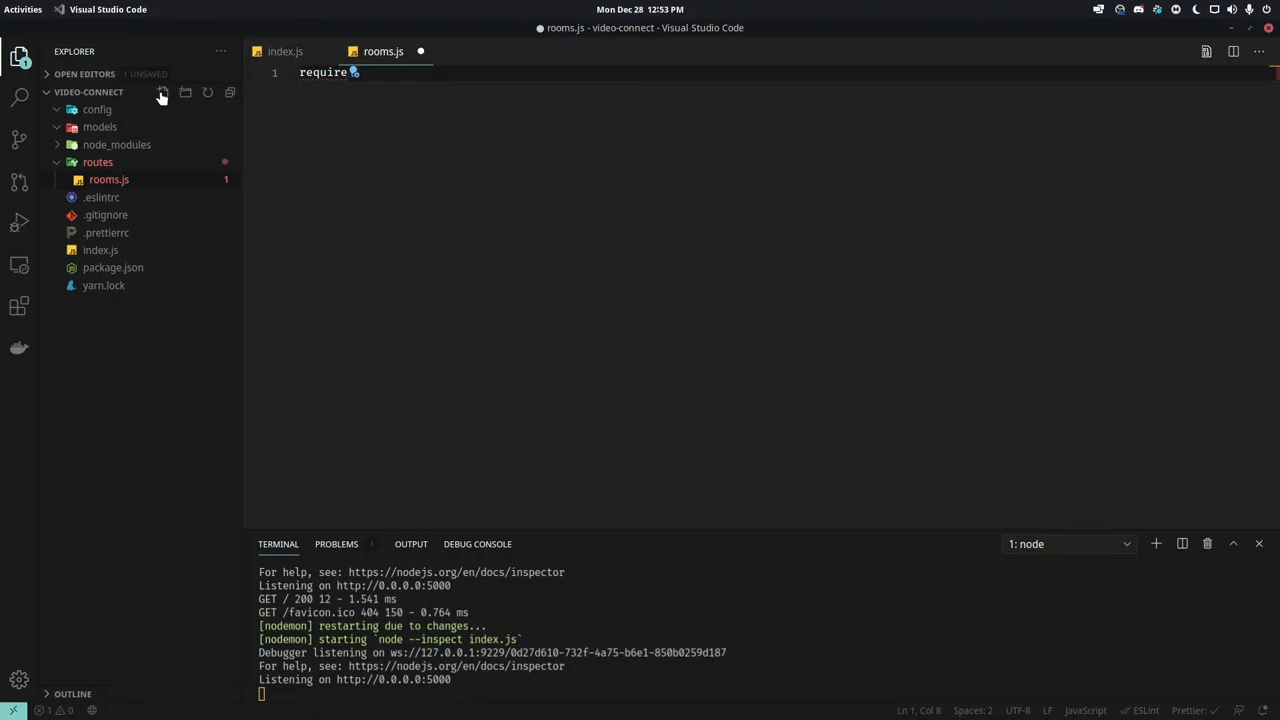 Activities
Visual Studio Code
Mon Dec 28 12:53 PM
● rooms.js - video-connect - Visual Studio Code
EXPLORER
index.js
rooms.js
OPEN EDITORS 1 UNSAVED
VIDEO-CONNECT
config
models
node_modules
routes
rooms.js 1
.eslintrc
.gitignore
.prettierrc
index.js
package.json
yarn.lock
OUTLINE
1
1 require
TERMINAL PROBLEMS 1 OUTPUT DEBUG CONSOLE
1: node
For help, see: https://nodejs.org/en/docs/inspector
Listening on http://0.0.0.0:5000
GET / 200 12 - 1.541 ms
GET /favicon.ico 404 150 - 0.764 ms
[nodemon] restarting due to changes...
[nodemon] starting `node --inspect index.js`
Debugger listening on ws://127.0.0.1:9229/0d27d610-732f-4a75-b6e1-850b0259d187
For help, see: https://nodejs.org/en/docs/inspector
Listening on http://0.0.0.0:5000
1 0
Ln 1, Col 8 Spaces: 2 UTF-8 LF JavaScript ESLint Prettier: ✓